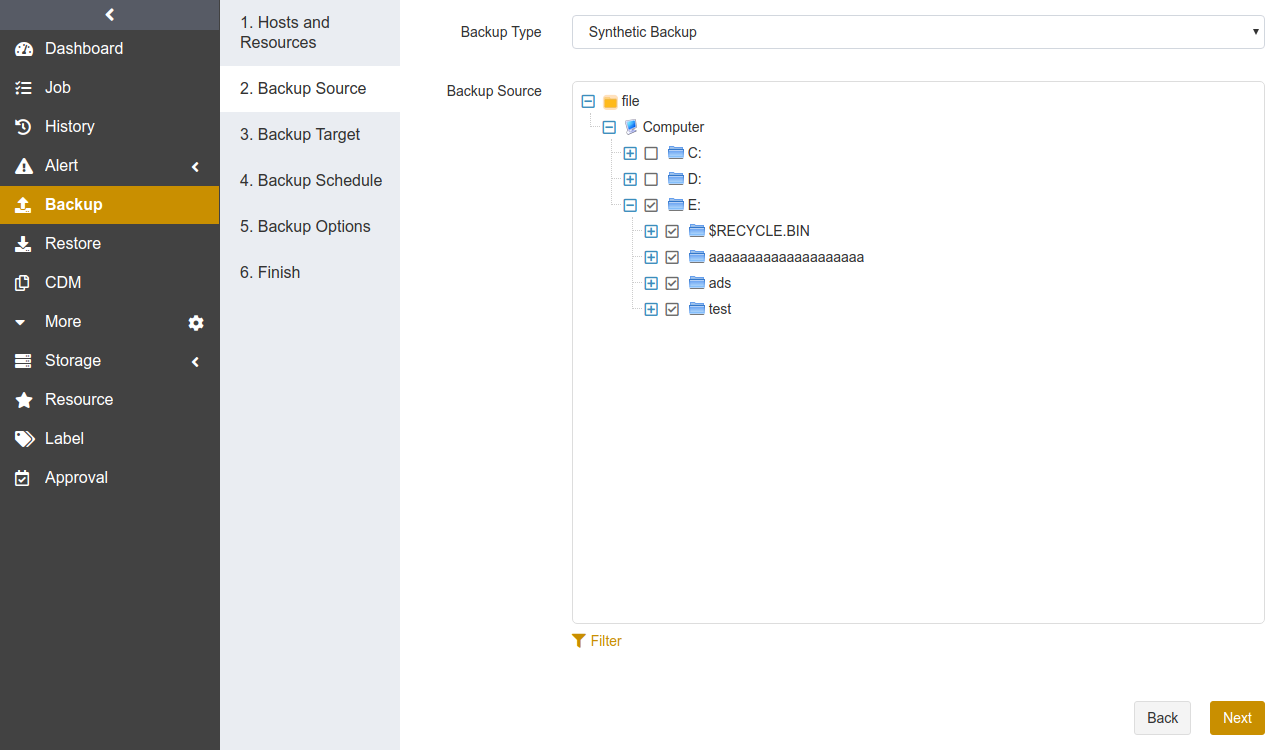 Dashboard
Job
History
Alert
Backup
Restore
CDM
More
Storage
Resource
Label
Approval
1. Hosts and
Resources
2. Backup Source
3. Backup Target
4. Backup Schedule
5. Backup Options
6. Finish
Backup Type
Synthetic Backup
Backup Source
file
Computer
C:
D:
E:
$RECYCLE.BIN
aaaaaaaaaaaaaaaaaaaa
ads
test
Filter
Back
Next